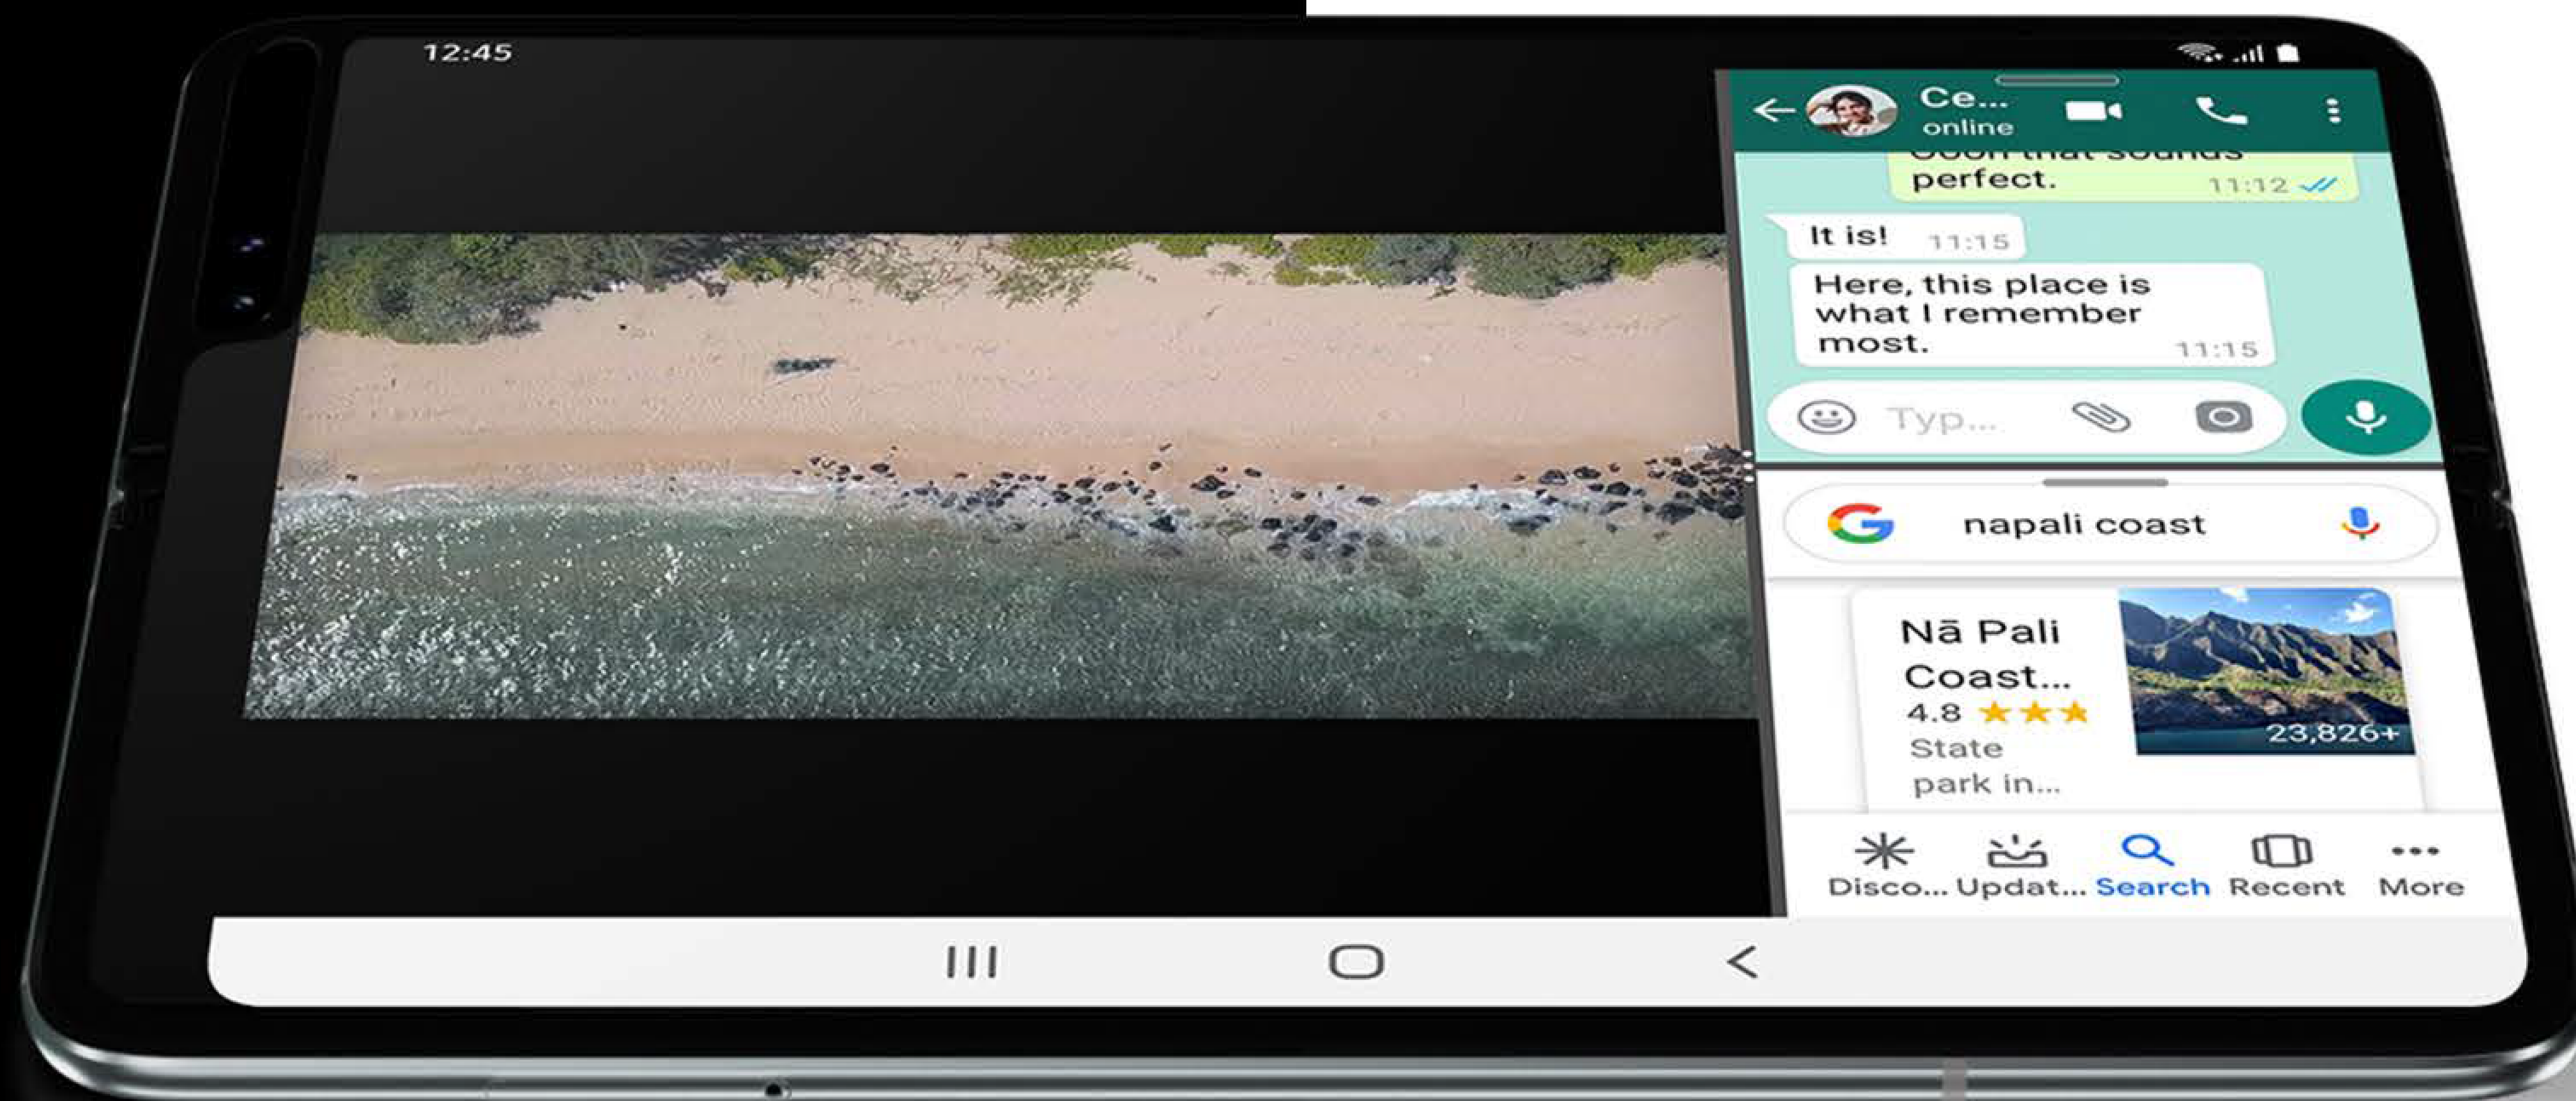 12:45
Ce...
online
that sounds
perfect.
11:12
It is!
11:15
Here, this place is
what I remember
most.
11:15
Typ...
napali coast
Nā Pali
Coast...
4.8
State
park in...
23,826+
Disco...
Updat...
Search
Recent
More